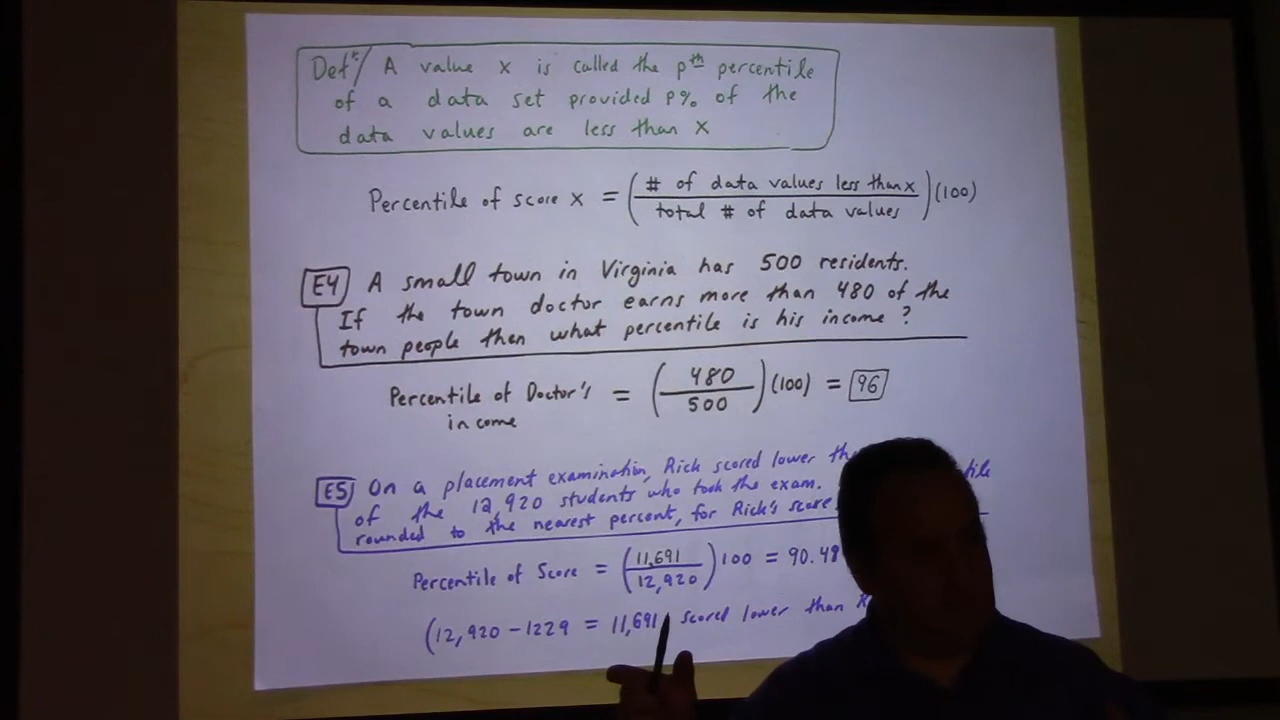 Defⁿ/ A value x is called the pth percentile
of a data set provided p% of the
data values are less than x
Percentile of score x = (# of data values less than x / total # of data values) (100)
E4 A small town in Virginia has 500 residents.
If the town doctor earns more than 480 of the
town people then what percentile is his income?
Percentile of Doctor's income = (480 / 500) (100) = 96
E5 On a placement examination, Rick scored lower
of the 12,920 students who took the exam.
rounded to the nearest percent, for Rick's score
Percentile of Score = (11,691 / 12,920) 100 = 90.48
(12,920 - 1229 = 11,691 scored lower than